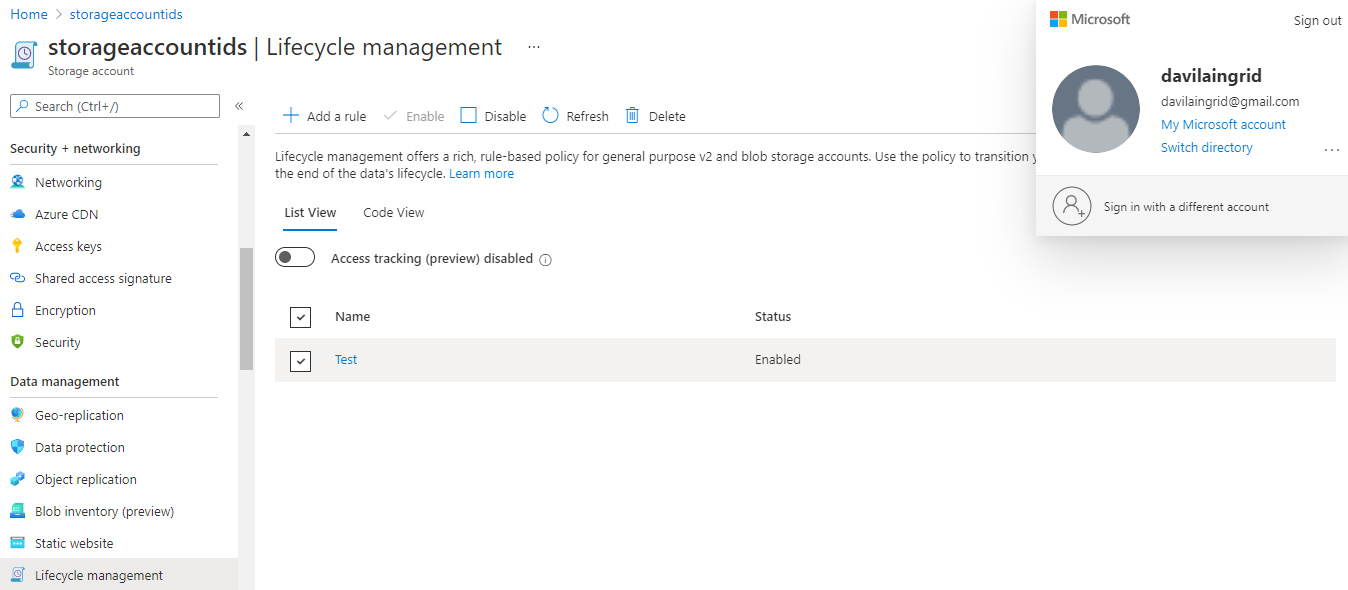 Home > storageaccountids
storageaccountids | Lifecycle management ...
Storage account
Search (Ctrl+/)
«
Security + networking
Networking
Azure CDN
Access keys
Shared access signature
Encryption
Security
Data management
Geo-replication
Data protection
Object replication
Blob inventory (preview)
Static website
Lifecycle management
Add a rule Enable Disable Refresh Delete
Lifecycle management offers a rich, rule-based policy for general purpose v2 and blob storage accounts. Use the policy to transition
the end of the data's lifecycle. Learn more
List View Code View
Access tracking (preview) disabled
Name Status
Test Enabled
Microsoft Sign out
davilaingrid
davilaingrid@gmail.com
My Microsoft account
Switch directory ...
Sign in with a different account